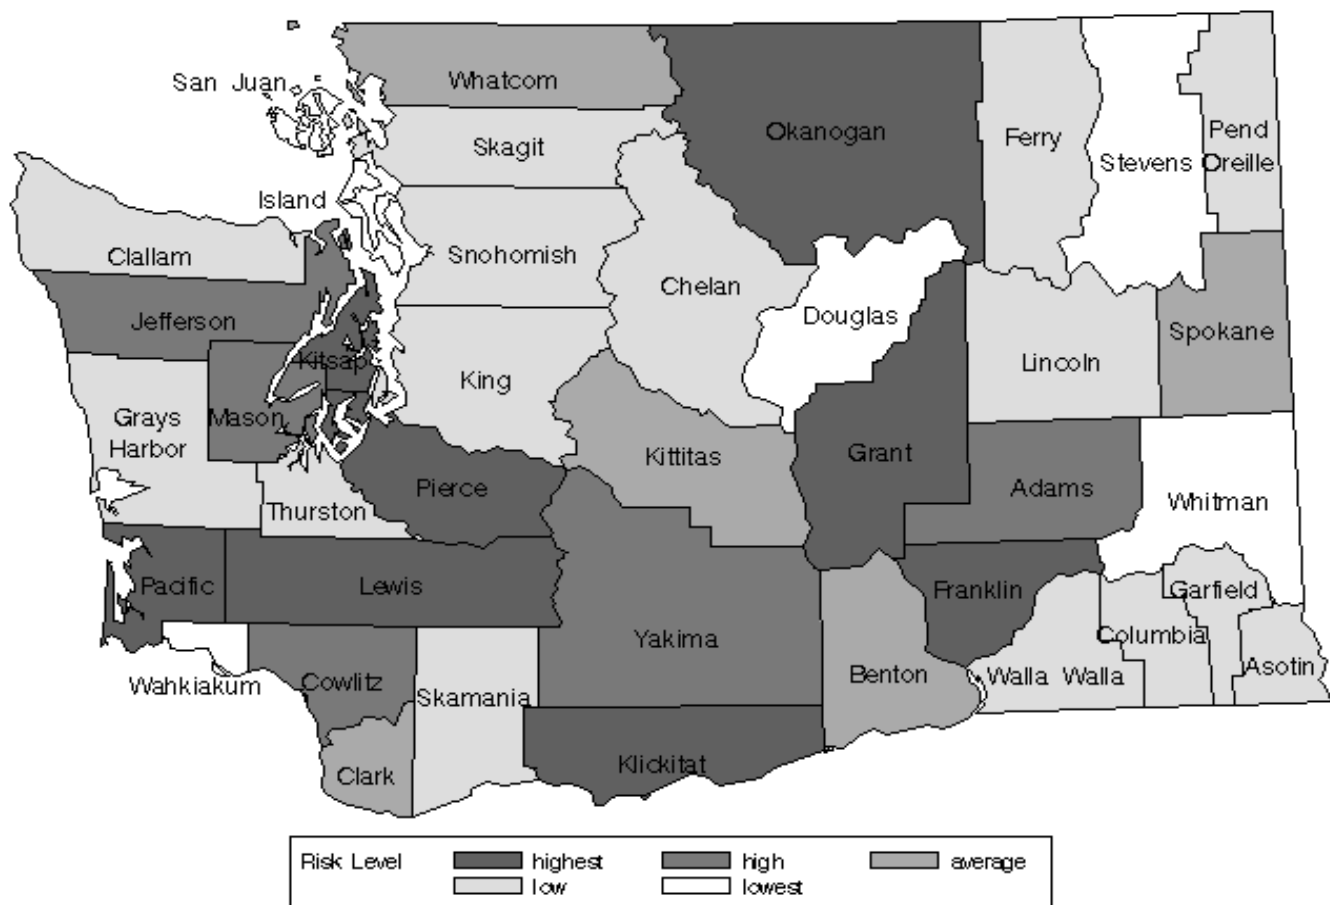 Whatcom
San Juan
Okanogan
Pend
Oreille
Ferry
Skagit
Stevens
Island
Clallam
Snohomish
Chelan
Jefferson
Douglas
Spokane
Kitsap
King
Lincoln
Grays
Harbor
Mason
Kittitas
Grant
Pierce
Adams
Whitman
Thurston
Pacific
Lewis
Franklin
Garfield
Yakima
Columbia
Wahkiakum
Cowlitz
Skamania
Benton
Walla Walla
Asotin
Clark
Klickitat
Risk Level
highest
high
average
low
lowest